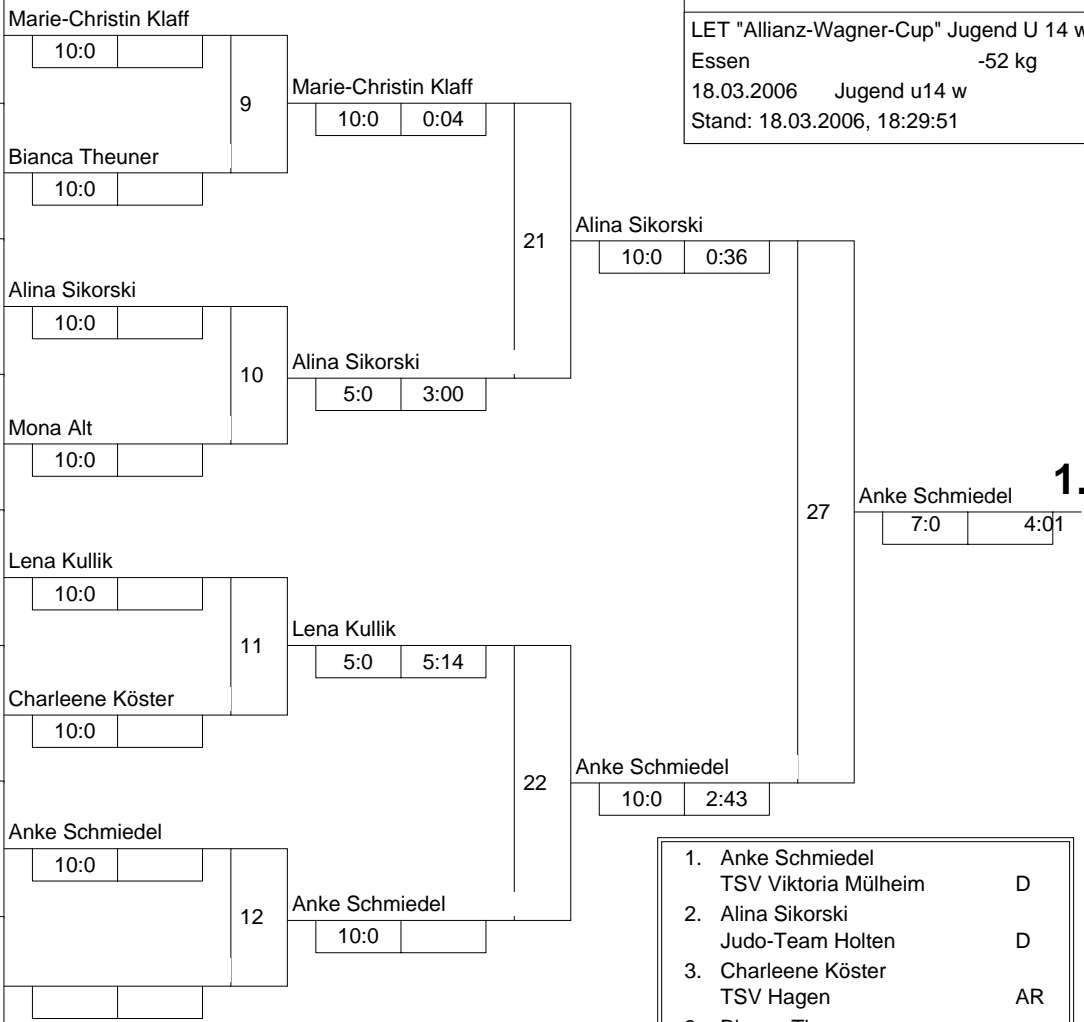 Marie-Christin Klaff
10:0
9
Bianca Theuner
10:0
Alina Sikorski
10:0
10
Mona Alt
10:0
Lena Kullik
10:0
11
Charleene Köster
10:0
Anke Schmiedel
10:0
12
Marie-Christin Klaff
10:0 0:04
21
Alina Sikorski
5:0 3:00
Lena Kullik
5:0 5:14
22
Anke Schmiedel
10:0
Alina Sikorski
10:0 0:36
27
Anke Schmiedel
10:0 2:43
Anke Schmiedel 1.
7:0 4:01
LET "Allianz-Wagner-Cup" Jugend U 14 w
Essen -52 kg
18.03.2006 Jugend u14 w
Stand: 18.03.2006, 18:29:51
1. Anke Schmiedel
TSV Viktoria Mülheim D
2. Alina Sikorski
Judo-Team Holten D
3. Charleene Köster
TSV Hagen AR